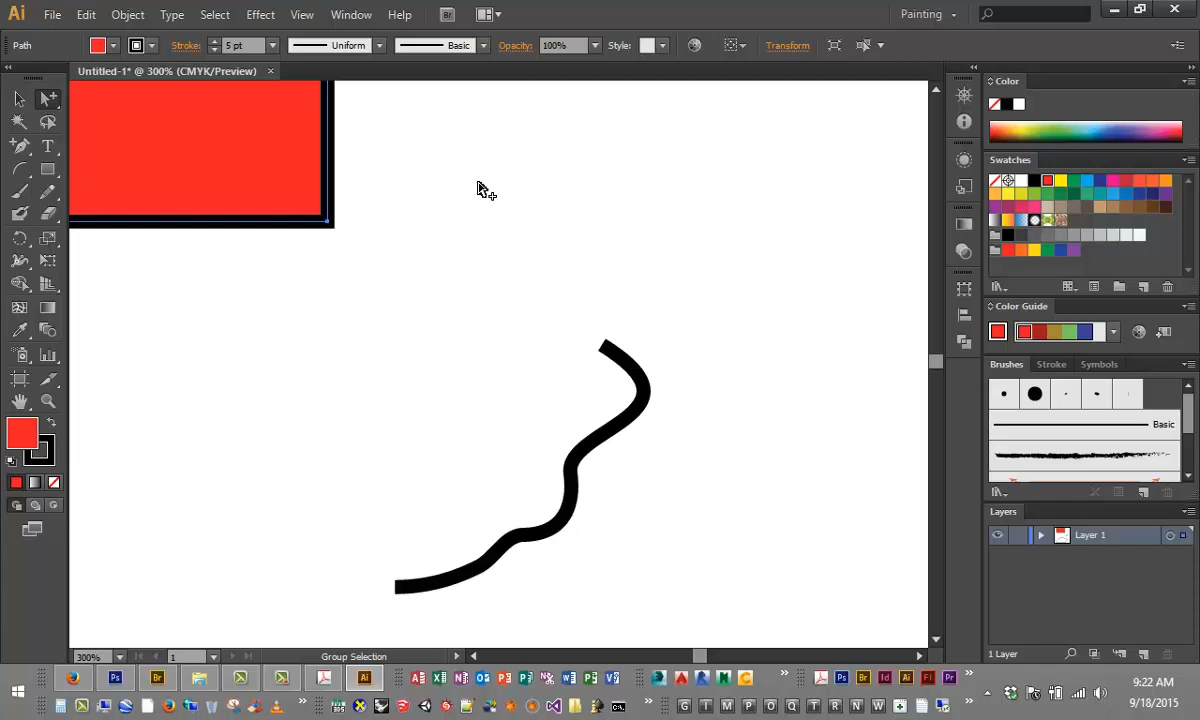 Ai File Edit Object Type Select Effect View Window Help Br Painting
Path Stroke: 5 pt Uniform Basic Opacity: 100% Style: Transform
Untitled-1* @ 300% (CMYK/Preview) ×
Color
Swatches
Color Guide
Brushes Stroke Symbols
Basic
Layers
Layer 1
300% 1 Group Selection
1 Layer
9:22 AM
9/18/2015